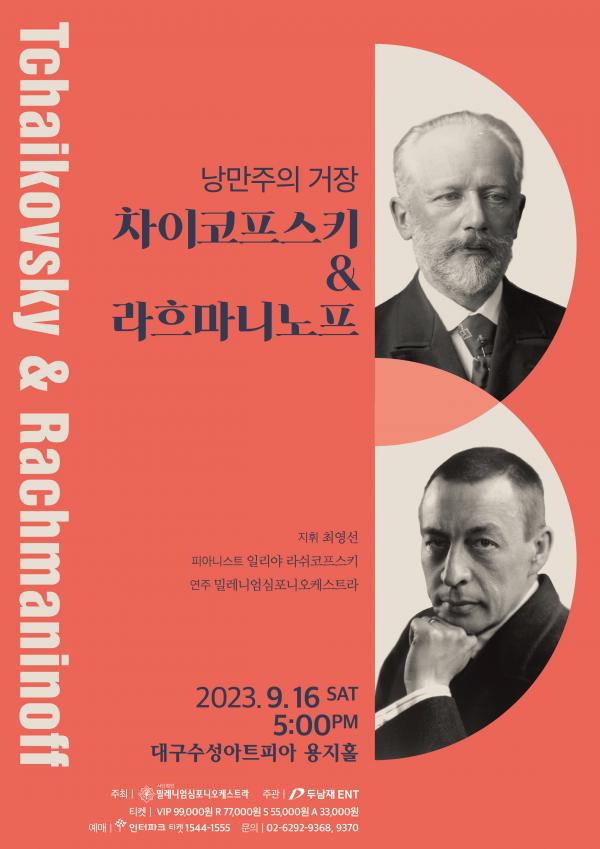 Tchaikovsky & Rachmaninoff
낭만주의 거장
차이코프스키
&
라흐마니노프
지휘 최영선
피아니스트 일리야 라쉬코프스키
연주 밀레니엄심포니오케스트라
2023. 9. 16 SAT
5:00PM
대구수성아트피아 용지홀
주최 | 사단법인 밀레니엄심포니오케스트라 주관 | 두남재 ENT
티켓 | VIP 99,000원 R 77,000원 S 55,000원 A 33,000원
예매 | 인터파크 티켓 1544-1555 문의 | 02-6292-9368, 9370